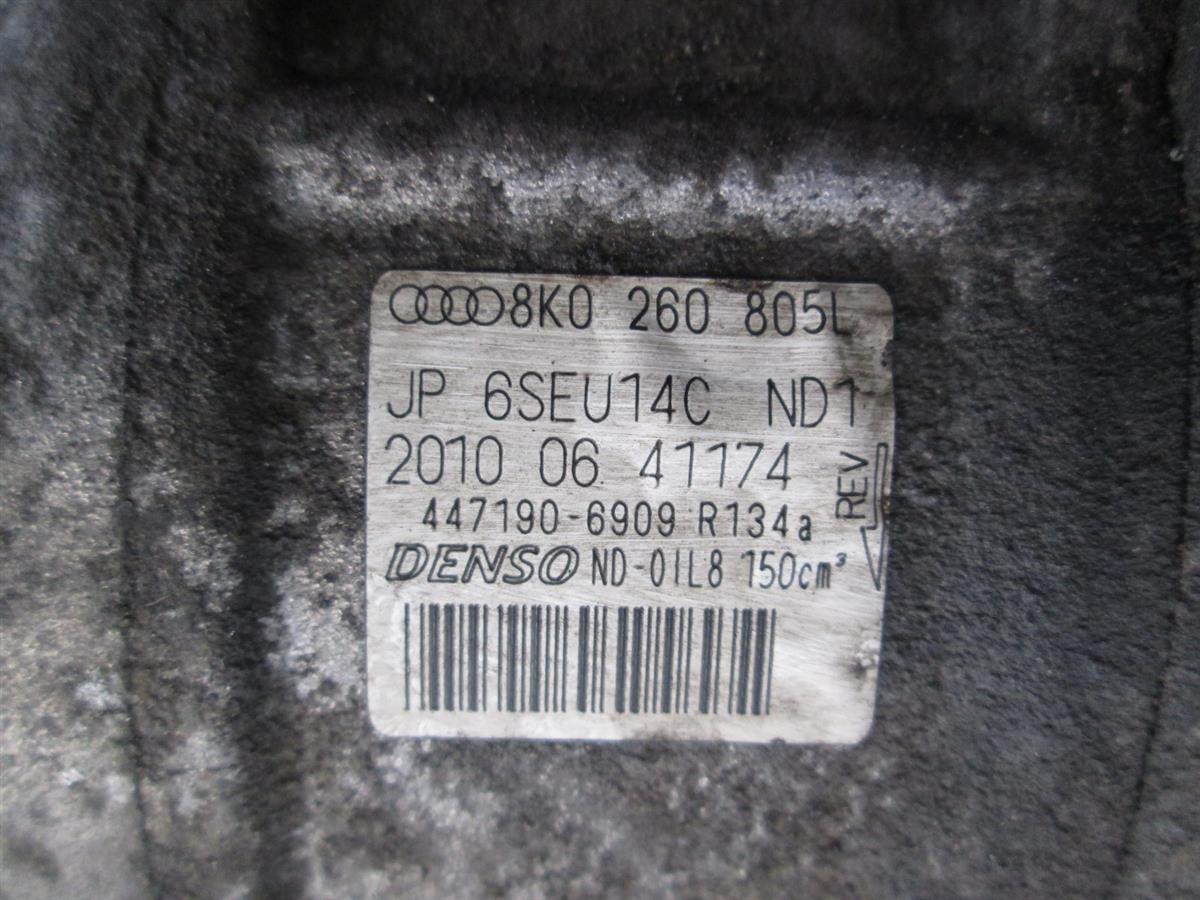 8K0 260 805L
JP 6SEU14C ND1
2010 06 41174
REV
447190-6909 R134a
DENSO ND-OIL8 150cm³